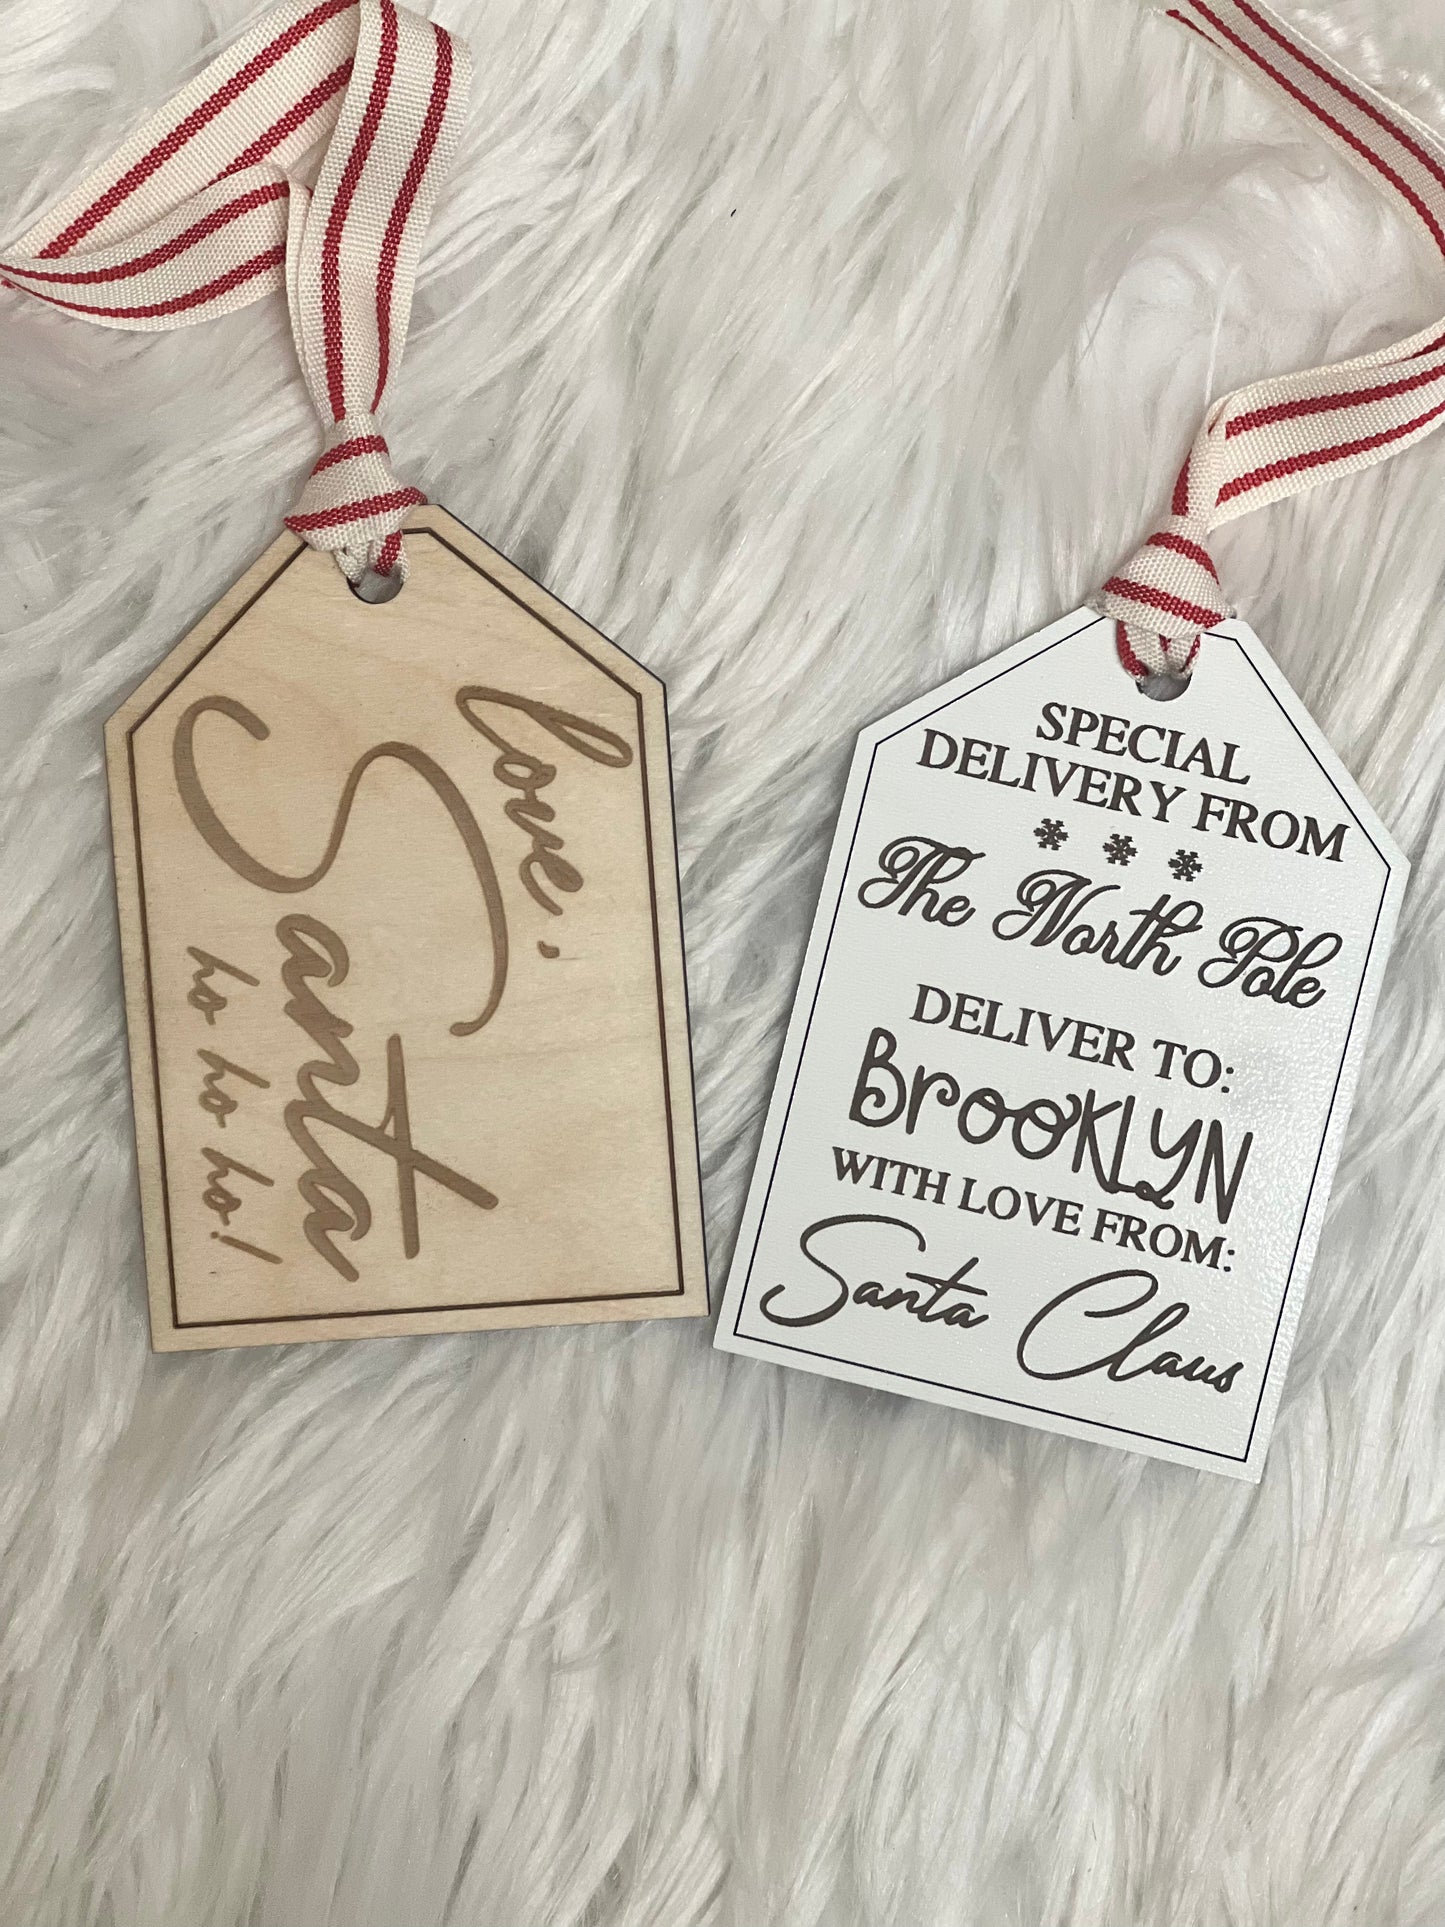 love,
Santa
ho ho ho!
SPECIAL
DELIVERY FROM
The North Pole
DELIVER TO:
BrooKLYN
WITH LOVE FROM:
Santa Claus